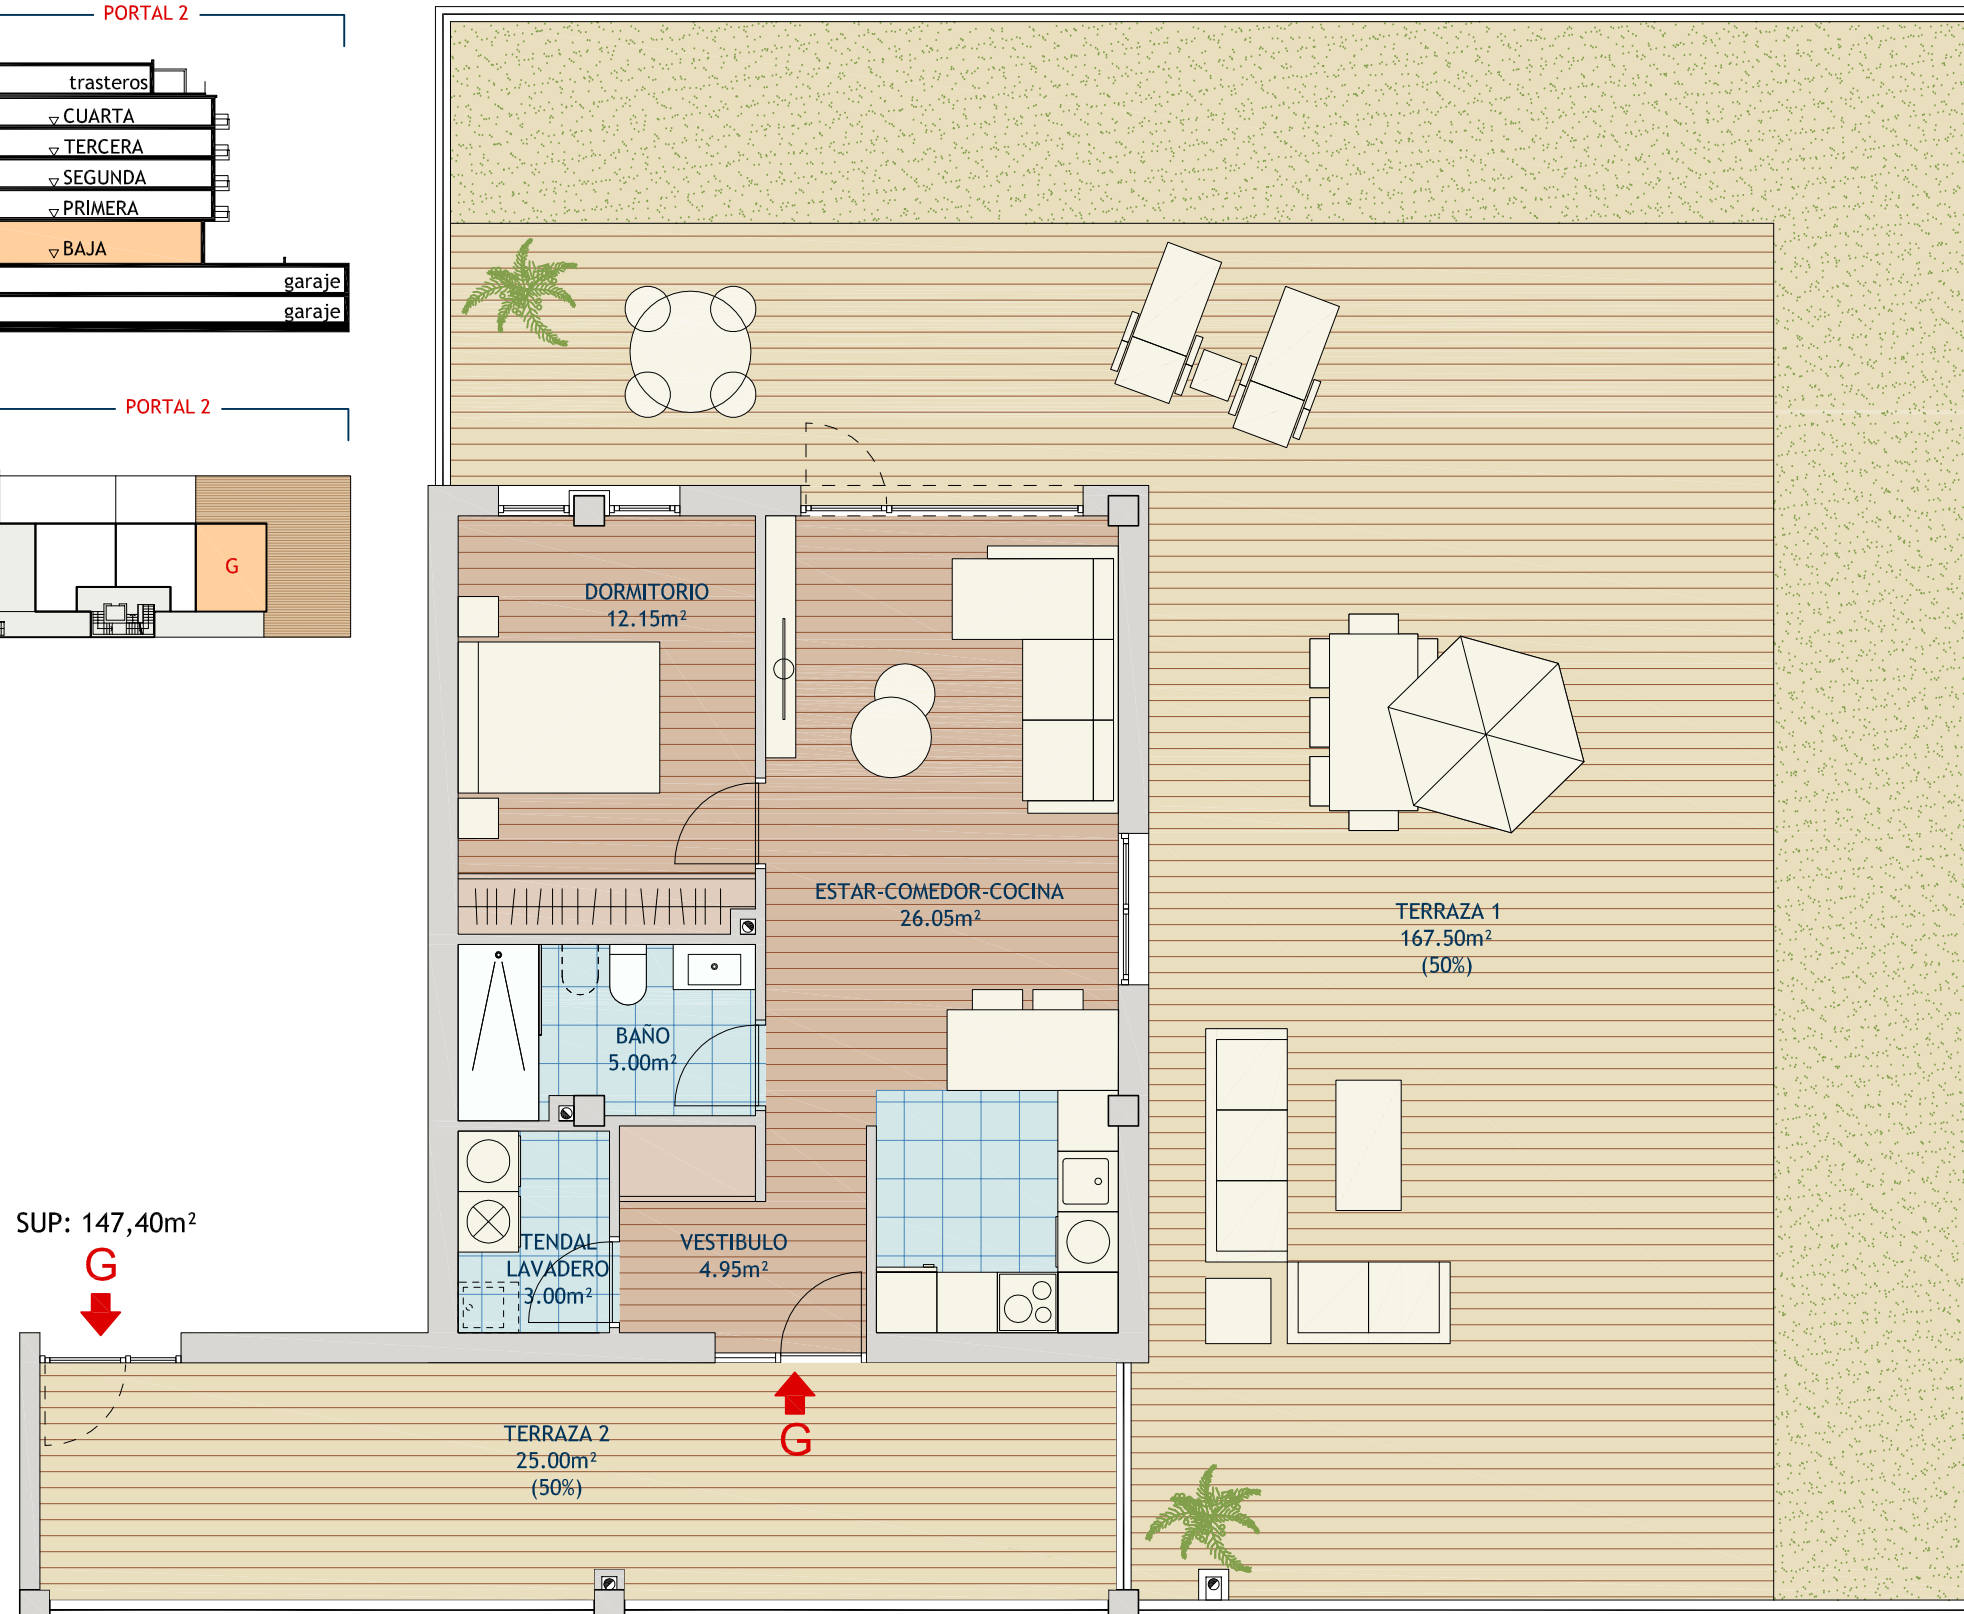 PORTAL 2
trasteros
CUARTA
TERCERA
SEGUNDA
PRIMERA
BAJA
garaje
garaje
PORTAL 2
G
DORMITORIO
12.15m²
ESTAR-COMEDOR-COCINA
26.05m²
TERRAZA 1
167.50m²
(50%)
BAÑO
5.00m²
TENDAL
LAVADERO
3.00m²
VESTIBULO
4.95m²
SUP: 147,40m²
G
G
TERRAZA 2
25.00m²
(50%)